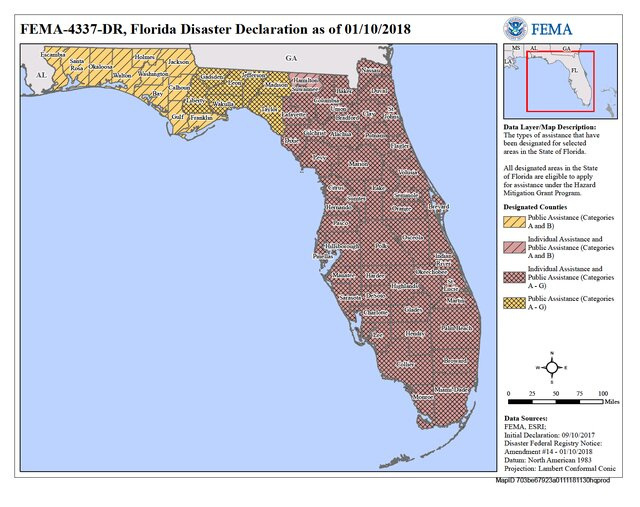 FEMA-4337-DR, Florida Disaster Declaration as of 01/10/2018
FEMA
GA
AL
Escambia
Santa
Rosa
Okaloosa
Walton
Holmes
Washington
Bay
Jackson
Calhoun
Gulf
Liberty
Franklin
Gadsden
Leon
Wakulla
Jefferson
Madison
Taylor
Hamilton
Lafayette
Dixie
Nassau
Baker
Duval
Columbia
Union
Bradford
Clay
St.
Johns
Gilchrist
Alachua
Putnam
Flagler
Levy
Marion
Volusia
Citrus
Sumter
Lake
Hernando
Orange
Brevard
Pasco
Hillsborough
Polk
Osceola
Pinellas
Indian
River
Okeechobee
Manatee
Hardee
Highlands
St.
Lucie
Sarasota
DeSoto
Martin
Charlotte
Glades
Lee
Hendry
Palm Beach
Collier
Broward
Monroe
Miami-Dade
MS
AL
GA
LA
FL
Data Layer/Map Description:
The types of assistance that have
been designated for selected
areas in the State of Florida.
All designated areas in the State
of Florida are eligible to apply
for assistance under the Hazard
Mitigation Grant Program.
Designated Counties
Public Assistance (Categories
A and B)
Individual Assistance and
Public Assistance (Categories
A and B)
Individual Assistance and
Public Assistance (Categories
A - G)
Public Assistance (Categories
A - G)
N
W E
S
0 25 50 75 100
Miles
Data Sources:
FEMA, ESRI;
Initial Declaration: 09/10/2017
Disaster Federal Registry Notice:
Amendment #14 - 01/10/2018
Datum: North American 1983
Projection: Lambert Conformal Conic
MapID 703be67923a0111181130hqprod